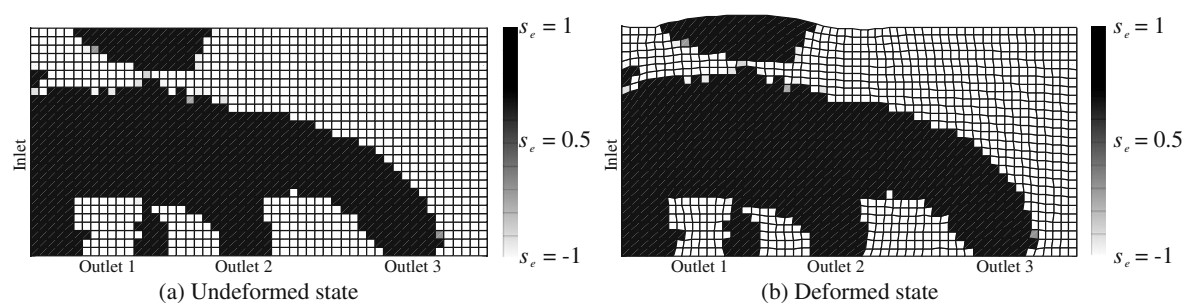 s_e = 1
s_e = 0.5
s_e = -1
Inlet
Outlet 1
Outlet 2
Outlet 3
(a) Undeformed state
s_e = 1
s_e = 0.5
s_e = -1
Inlet
Outlet 1
Outlet 2
Outlet 3
(b) Deformed state